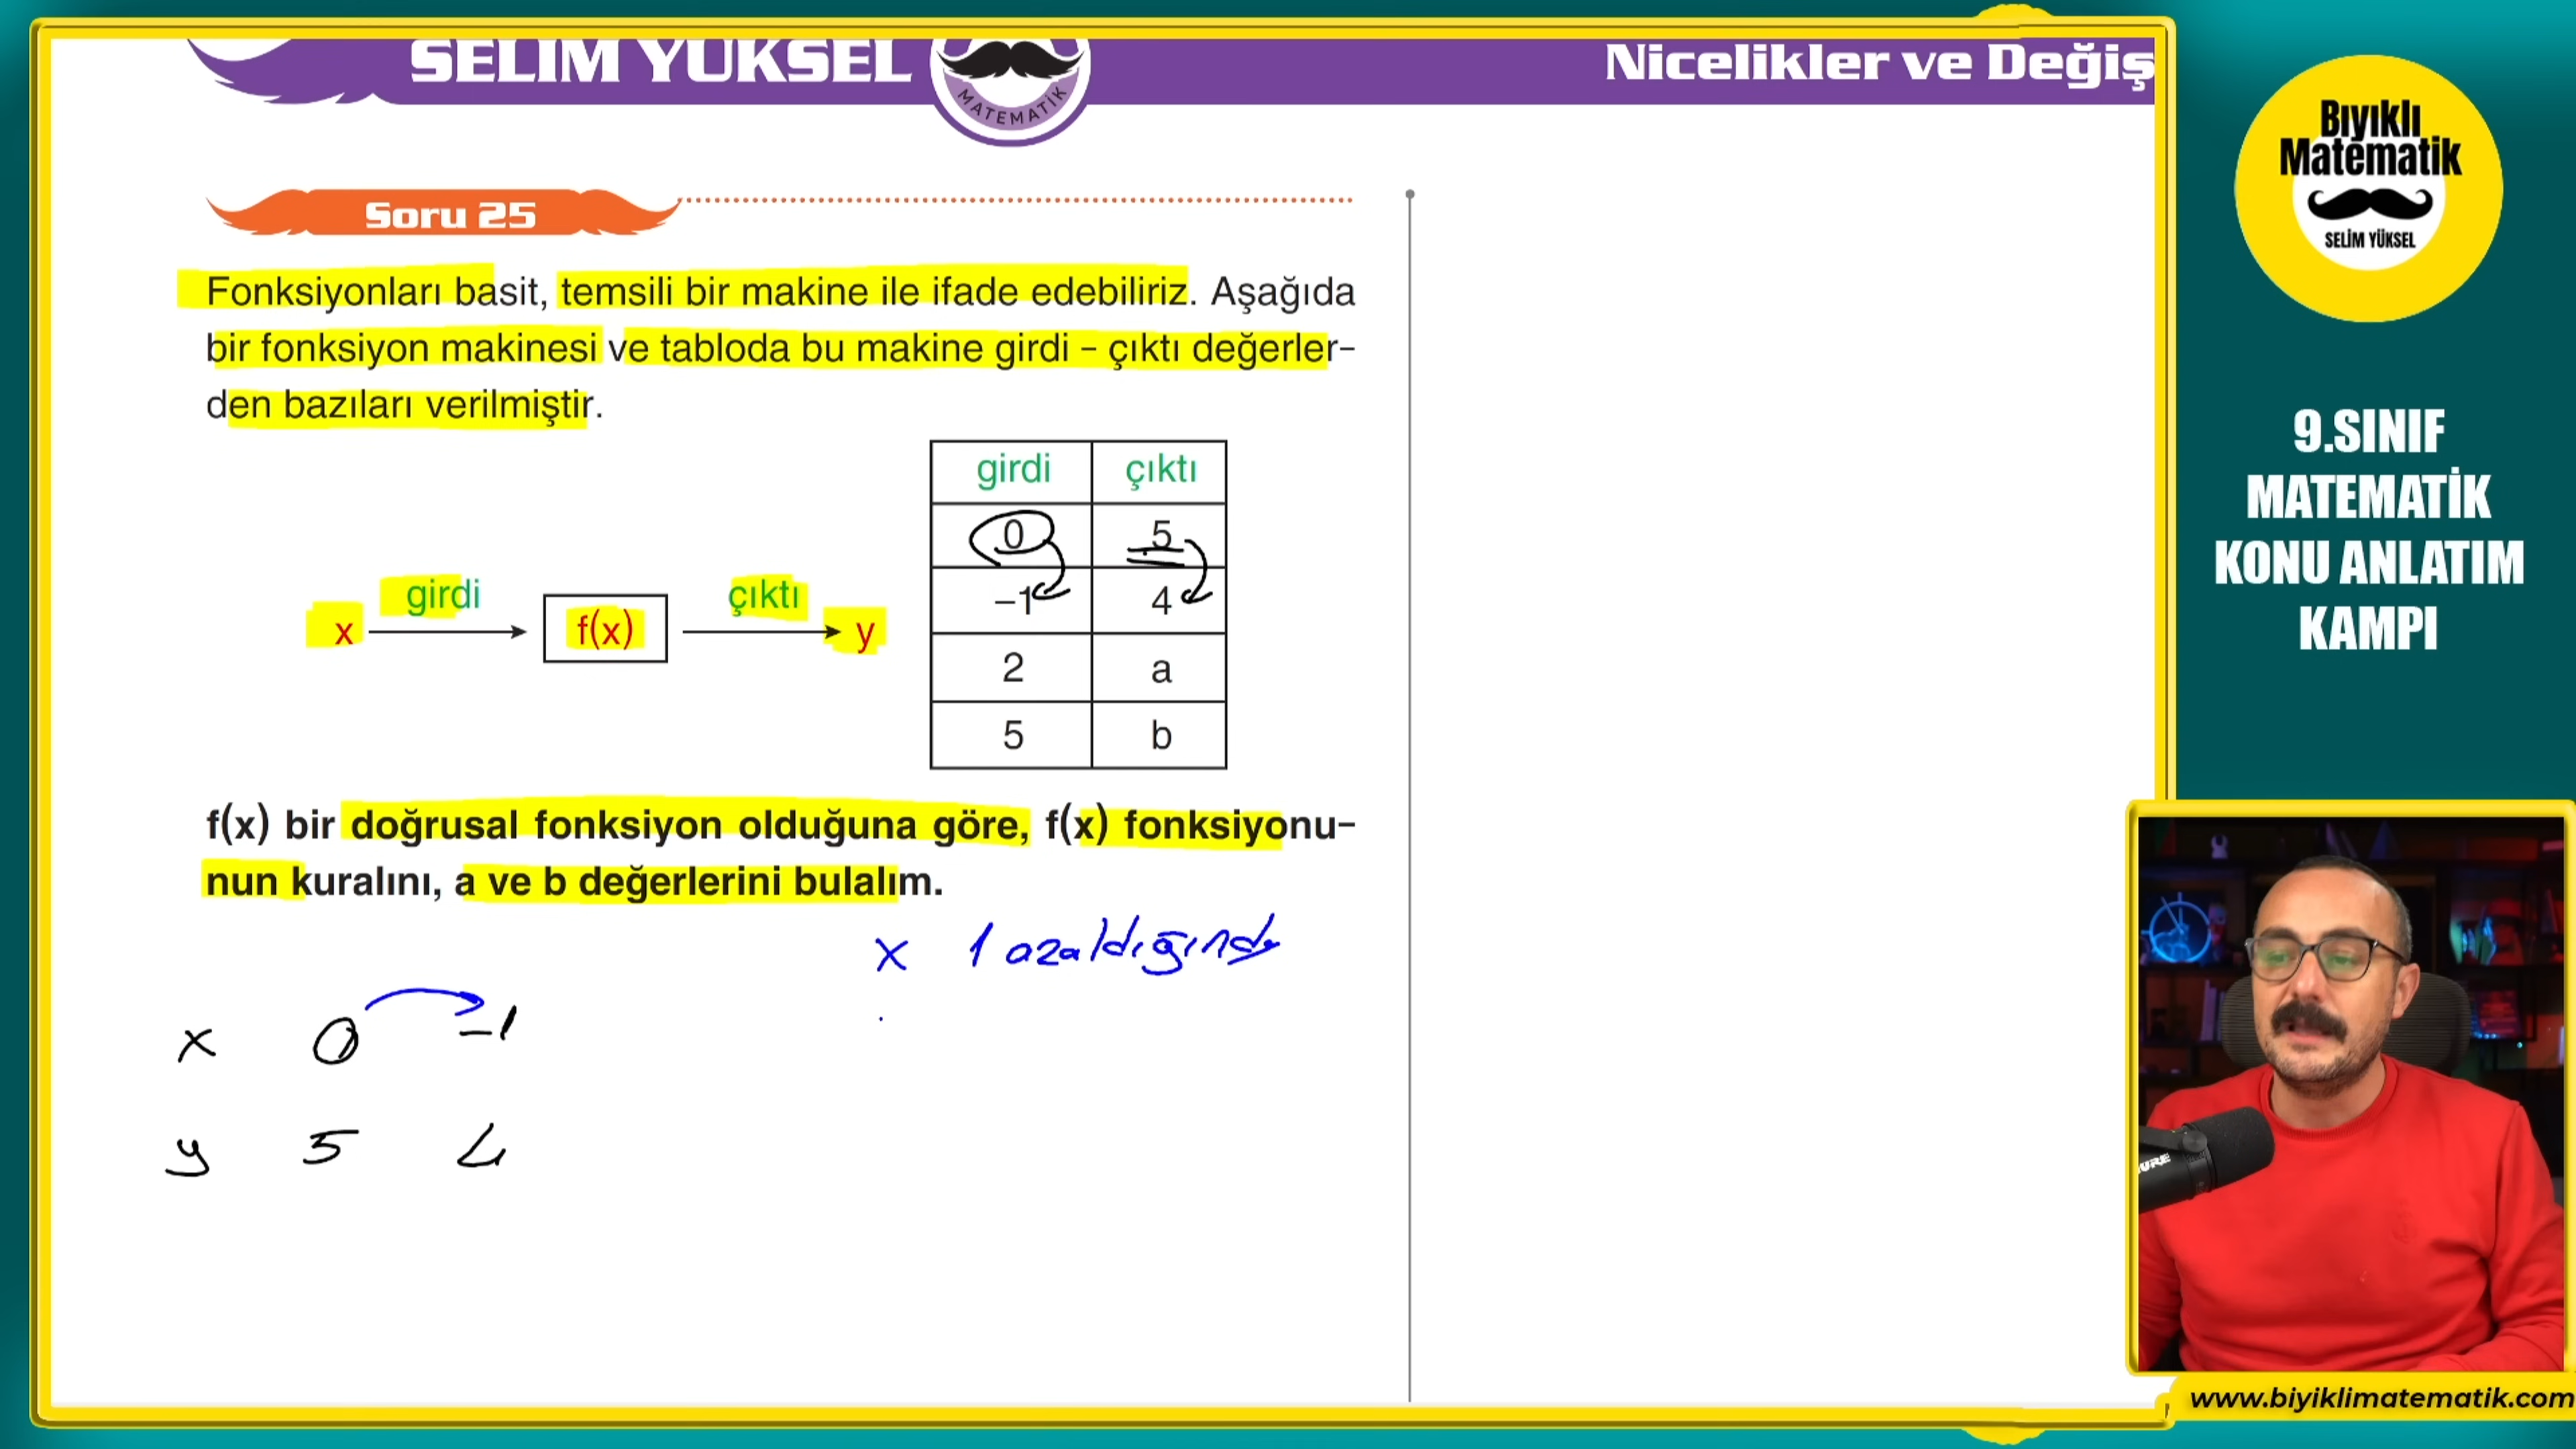 SELİM YÜKSEL
MATEMATİK
Nicelikler ve Değiş
Bıyıklı
Matematik
SELİM YÜKSEL
9.SINIF
MATEMATİK
KONU ANLATIM
KAMPI
Soru 25
Fonksiyonları basit, temsili bir makine ile ifade edebiliriz. Aşağıda
bir fonksiyon makinesi ve tabloda bu makine girdi - çıktı değerler-
den bazıları verilmiştir.
girdi çıktı
0 5
-1 4
2 a
5 b
girdi çıktı
x f(x) y
f(x) bir doğrusal fonksiyon olduğuna göre, f(x) fonksiyonu-
nun kuralını, a ve b değerlerini bulalım.
x 1 azaldığında
x 0 -1
y 5 4
URE
www.biyiklimatematik.com